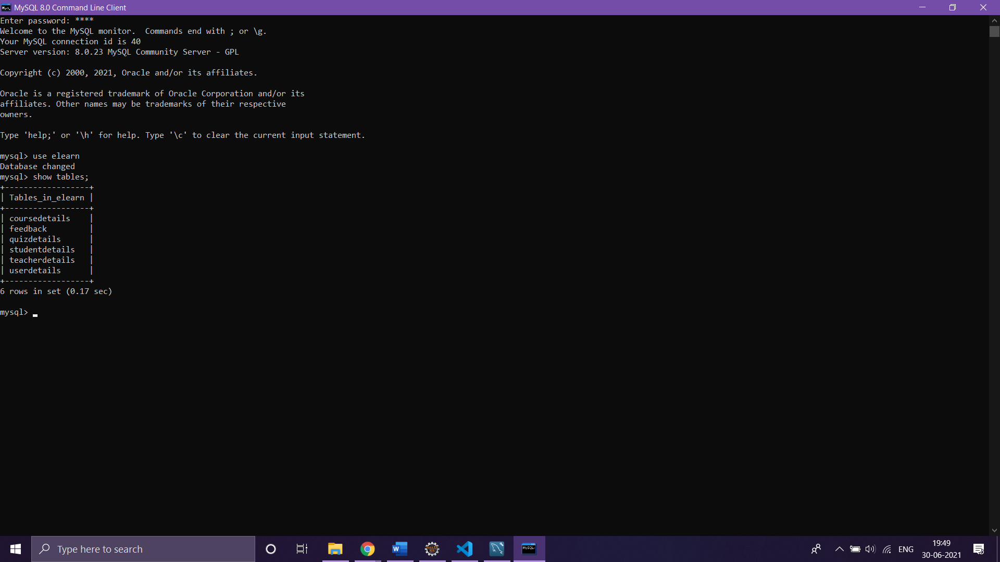 MySQL 8.0 Command Line Client
Enter password: ****
Welcome to the MySQL monitor.  Commands end with ; or \g.
Your MySQL connection id is 40
Server version: 8.0.23 MySQL Community Server - GPL
Copyright (c) 2000, 2021, Oracle and/or its affiliates.
Oracle is a registered trademark of Oracle Corporation and/or its
affiliates. Other names may be trademarks of their respective
owners.
Type 'help;' or '\h' for help. Type '\c' to clear the current input statement.
mysql> use elearn
Database changed
mysql> show tables;
+------------------+
| Tables_in_elearn |
+------------------+
| coursedetails    |
| feedback         |
| quizdetails      |
| studentdetails   |
| teacherdetails   |
| userdetails      |
+------------------+
6 rows in set (0.17 sec)
mysql> _
Type here to search
ENG
19:49
30-06-2021